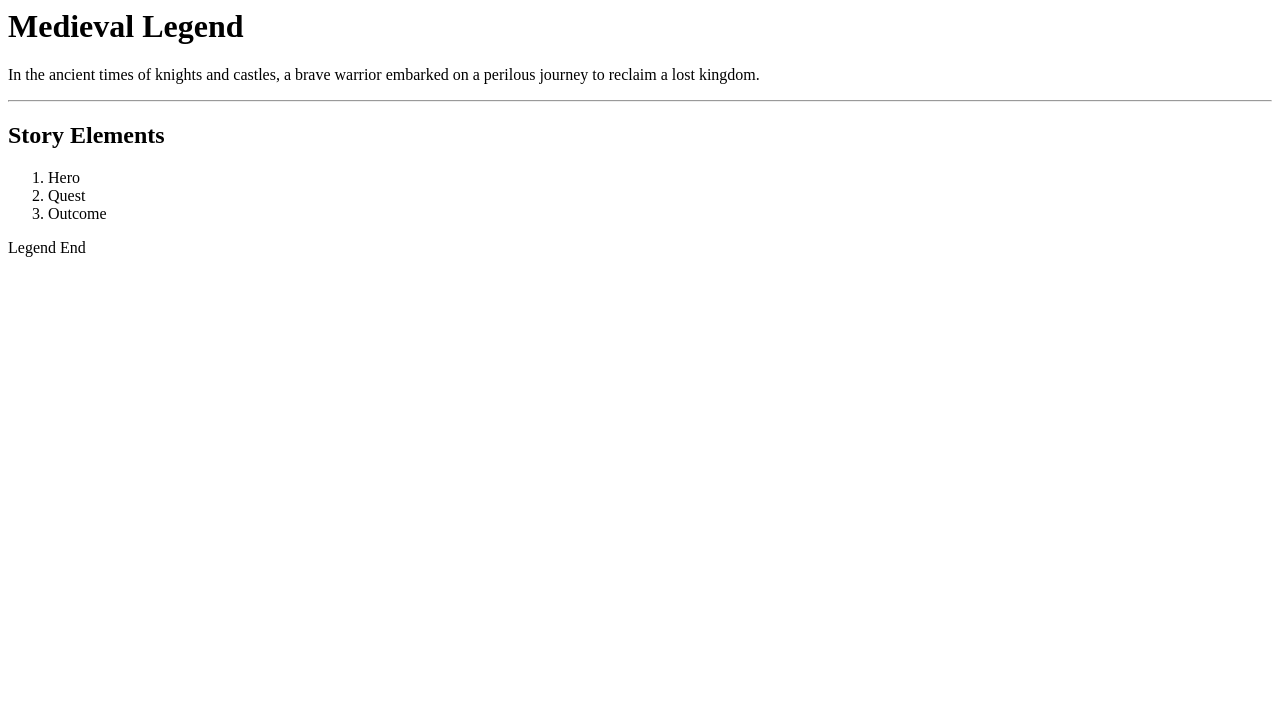 Medieval Legend
In the ancient times of knights and castles, a brave warrior embarked on a perilous journey to reclaim a lost kingdom.
Story Elements
1. Hero
2. Quest
3. Outcome
Legend End